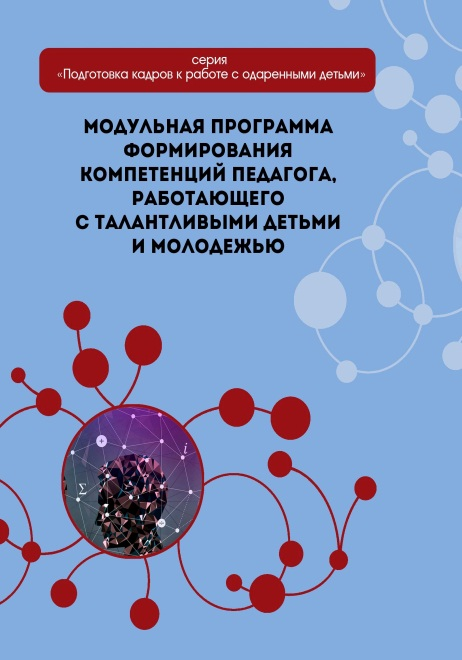 серия
«Подготовка кадров к работе с одаренными детьми»
МОДУЛЬНАЯ ПРОГРАММА
ФОРМИРОВАНИЯ
КОМПЕТЕНЦИЙ ПЕДАГОГА,
РАБОТАЮЩЕГО
С ТАЛАНТЛИВЫМИ ДЕТЬМИ
И МОЛОДЕЖЬЮ
i
Σ